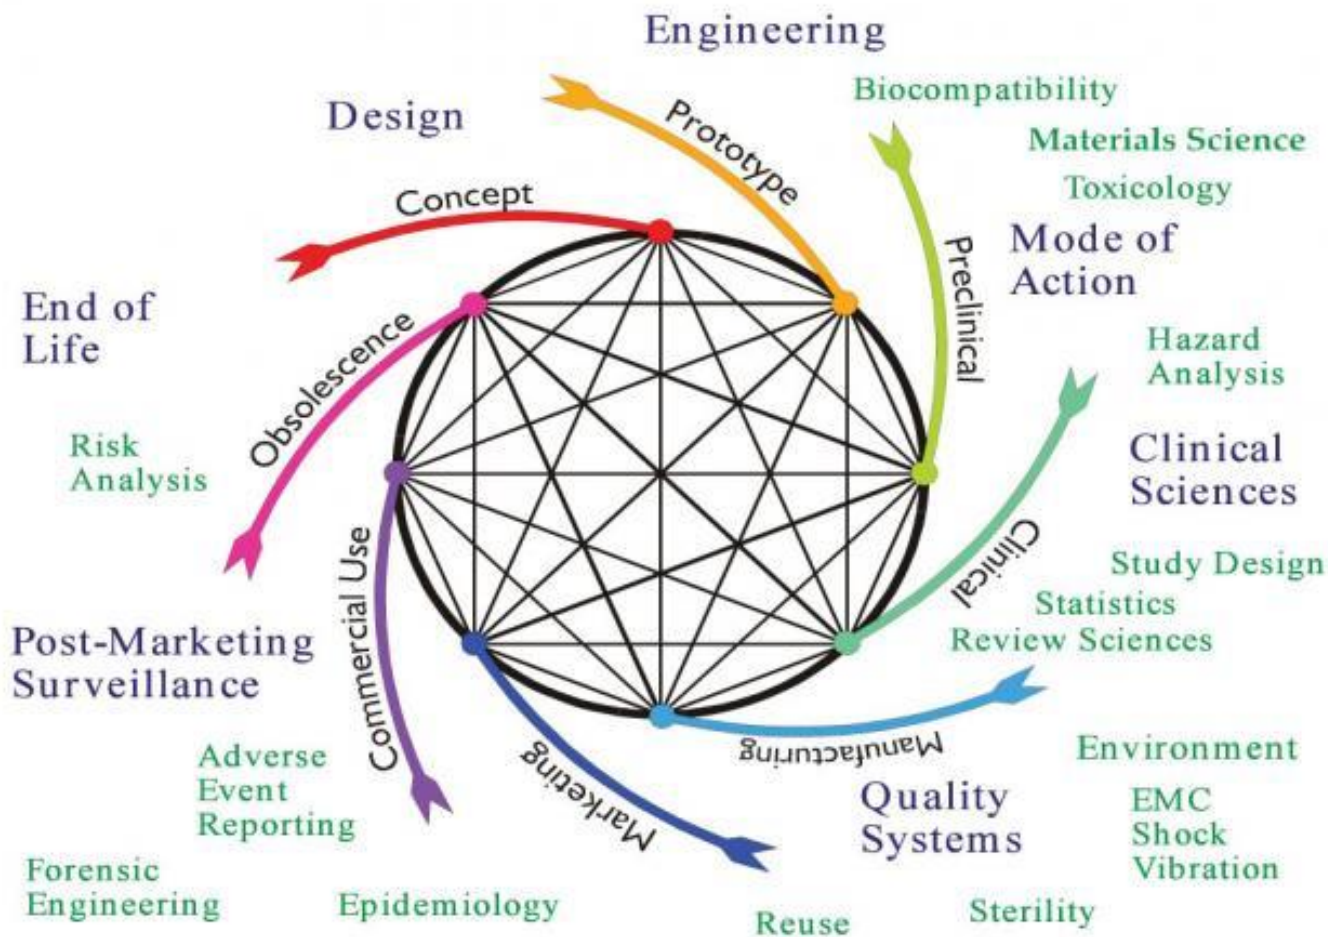 Engineering
Design
Prototype
Biocompatibility
Materials Science
Toxicology
Concept
Preclinical
Mode of
Action
End of
Life
Obsolescence
Hazard
Analysis
Risk
Analysis
Clinical
Sciences
Clinical
Study Design
Statistics
Review Sciences
Post-Marketing
Surveillance
Commercial Use
Marketing
Manufacturing
Environment
Adverse
Event
Reporting
Quality
Systems
EMC
Shock
Vibration
Forensic
Engineering
Epidemiology
Reuse
Sterility